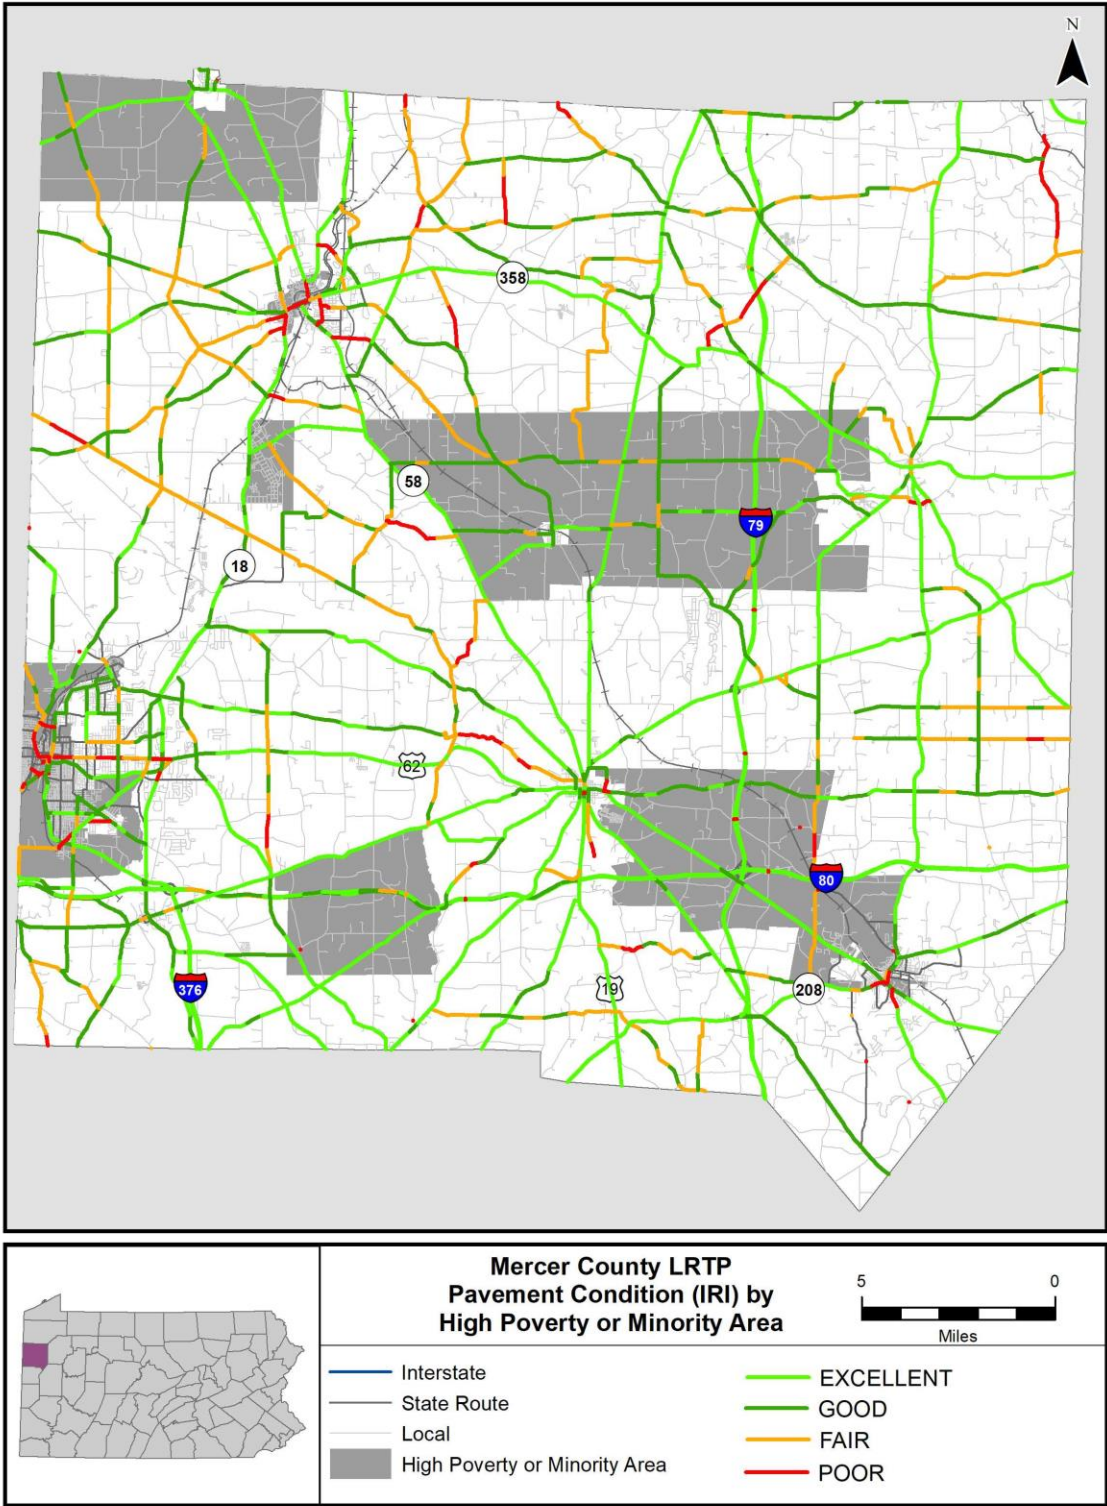 N
358
58
79
18
62
80
376
19
208
Mercer County LRTP
Pavement Condition (IRI) by
High Poverty or Minority Area
5 0
Miles
Interstate
State Route
Local
High Poverty or Minority Area
EXCELLENT
GOOD
FAIR
POOR